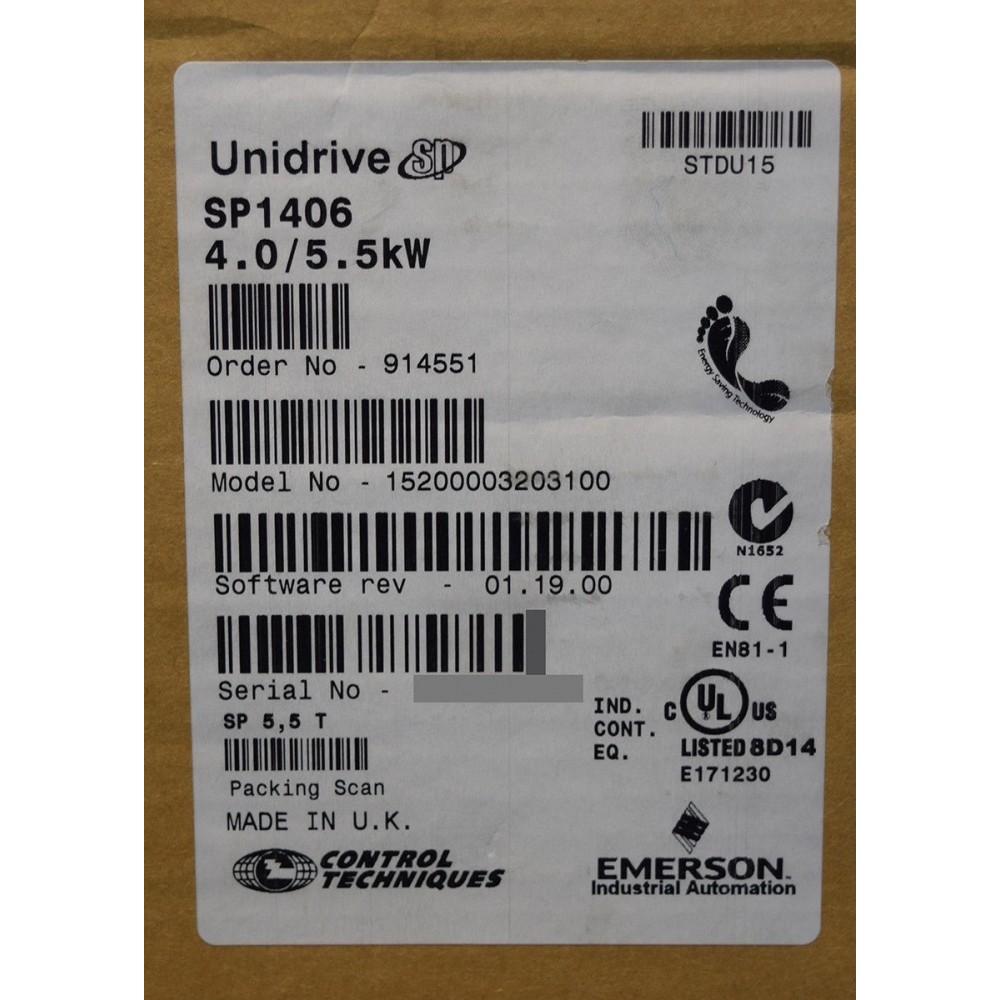 Unidrive SP
STDU15
SP1406
4.0/5.5kW
Order No - 914551
Energy Saving Technology
Model No - 15200003203100
N1652
Software rev - 01.19.00
CE
EN81-1
Serial No -
SP 5,5 T
IND.
CONT.
EQ.
C UL US
®
LISTED 8D14
E171230
Packing Scan
MADE IN U.K.
CONTROL
TECHNIQUES
EMERSON™
Industrial Automation